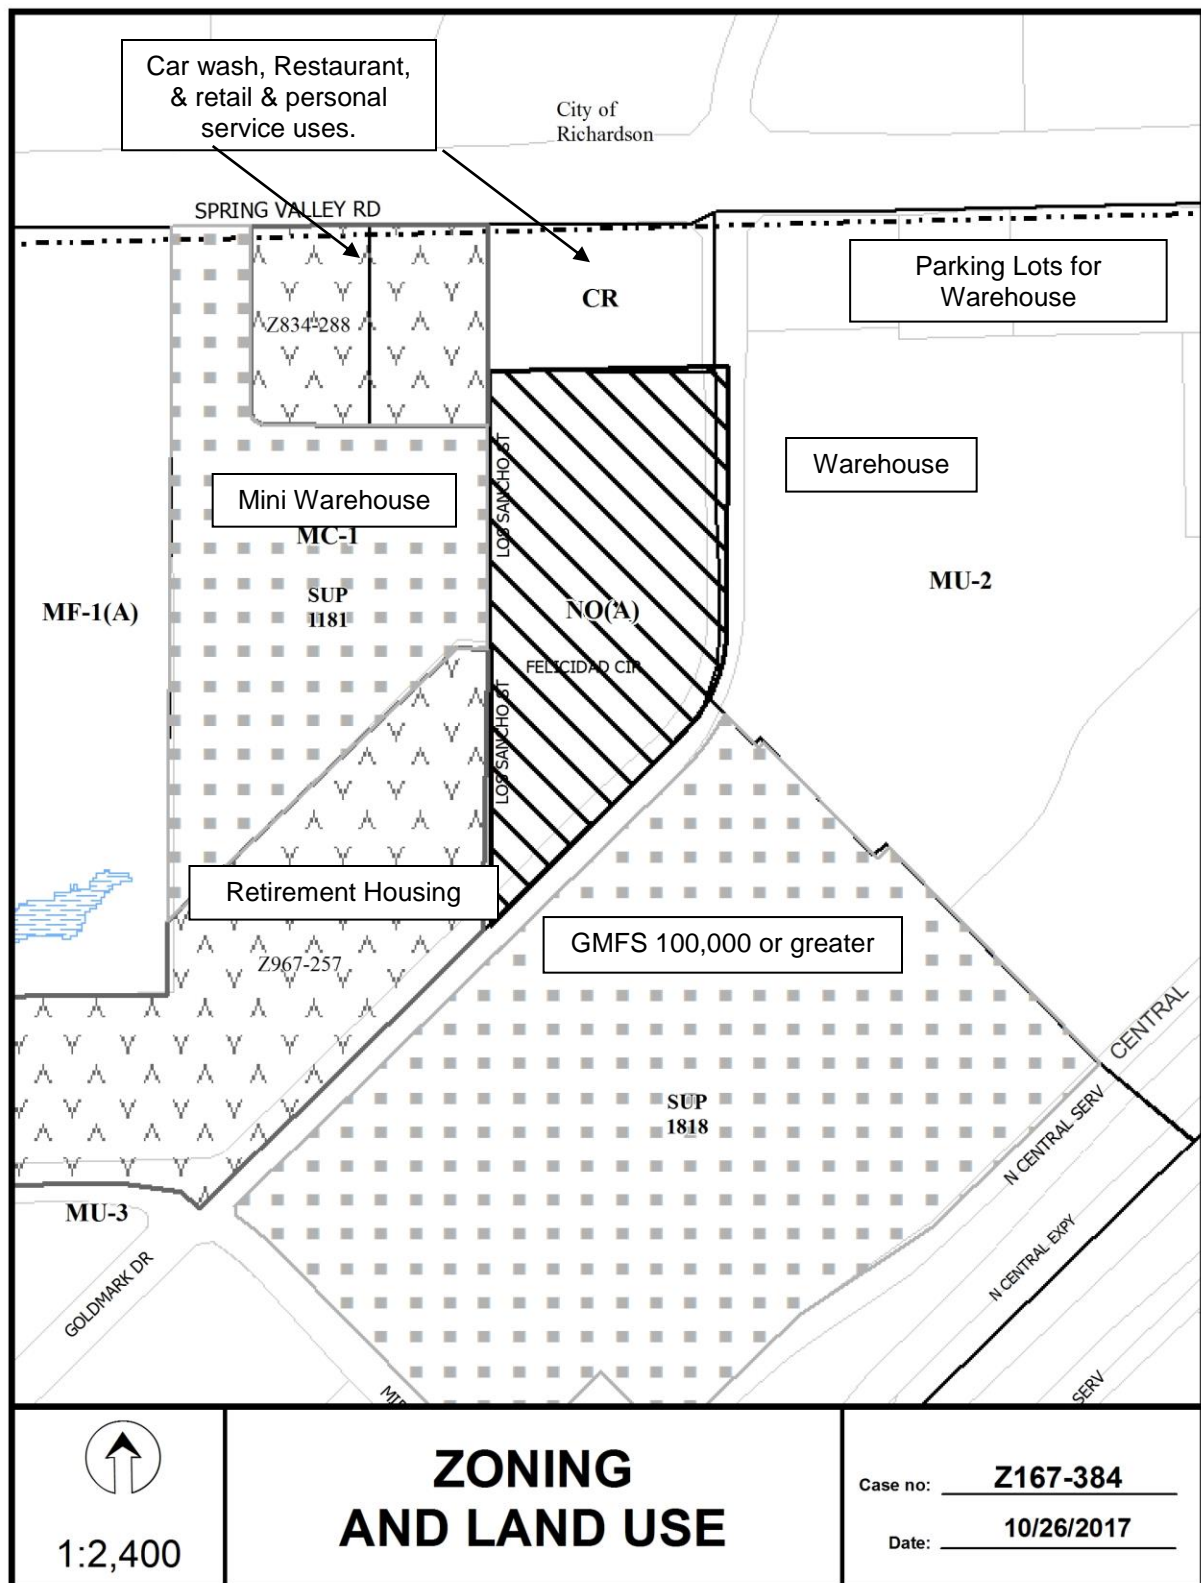 Car wash, Restaurant,
& retail & personal
service uses.
City of
Richardson
SPRING VALLEY RD
Parking Lots for
Warehouse
CR
Z834-288
LOS SANCHO ST
Warehouse
Mini Warehouse
MC-1
MU-2
SUP
1181
MF-1(A)
NO(A)
FELICIDAD CIR
LOS SANCHO ST
Retirement Housing
GMFS 100,000 or greater
Z967-257
CENTRAL
SUP
1818
N CENTRAL SERV
MU-3
N CENTRAL EXPY
GOLDMARK DR
SERV
ZONING
AND LAND USE
1:2,400
Case no: Z167-384
Date: 10/26/2017